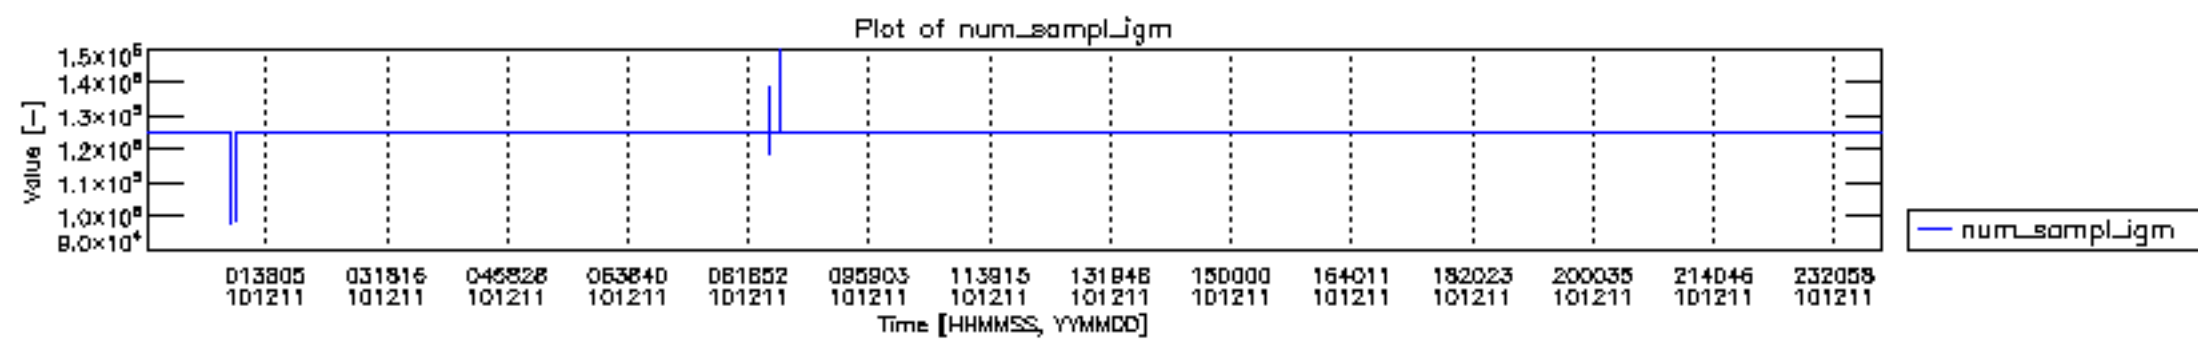 Plot of num_sampl_igm
1.5×10⁵
1.4×10⁵
1.3×10⁵
1.2×10⁵
1.1×10⁵
1.0×10⁵
9.0×10⁴
Value [-]
013805 031816 045828 063840 081652 095903 113915 131948 150000 164011 182023 200035 214046 232058
101211 101211 101211 101211 101211 101211 101211 101211 101211 101211 101211 101211 101211 101211
Time [HHMMSS, YYMMDD]
num_sampl_igm